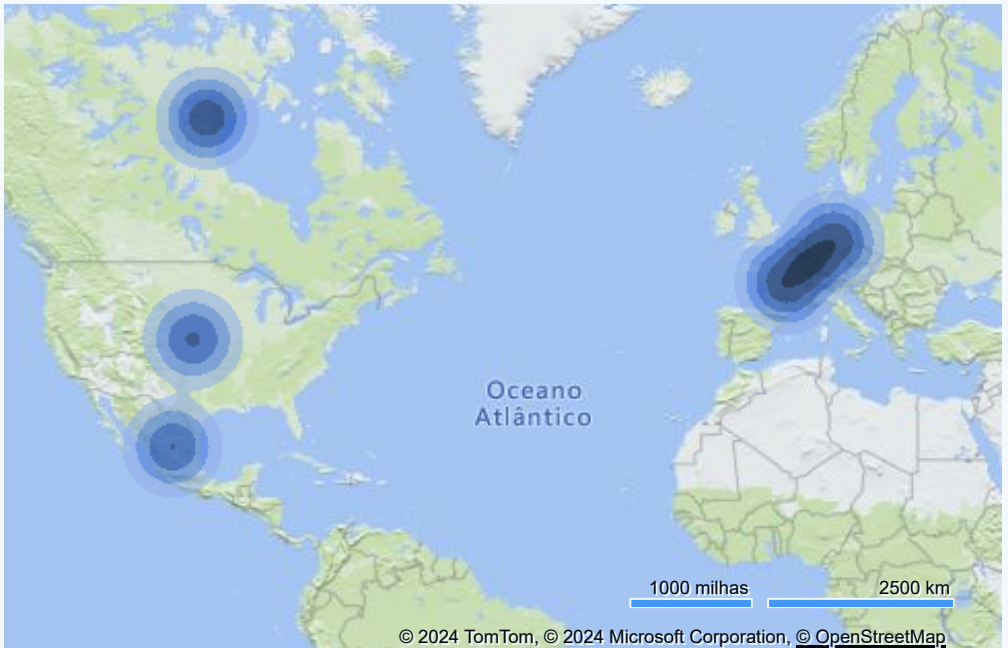 Oceano
Atlântico
1000 milhas 2500 km
© 2024 TomTom, © 2024 Microsoft Corporation, © OpenStreetMap